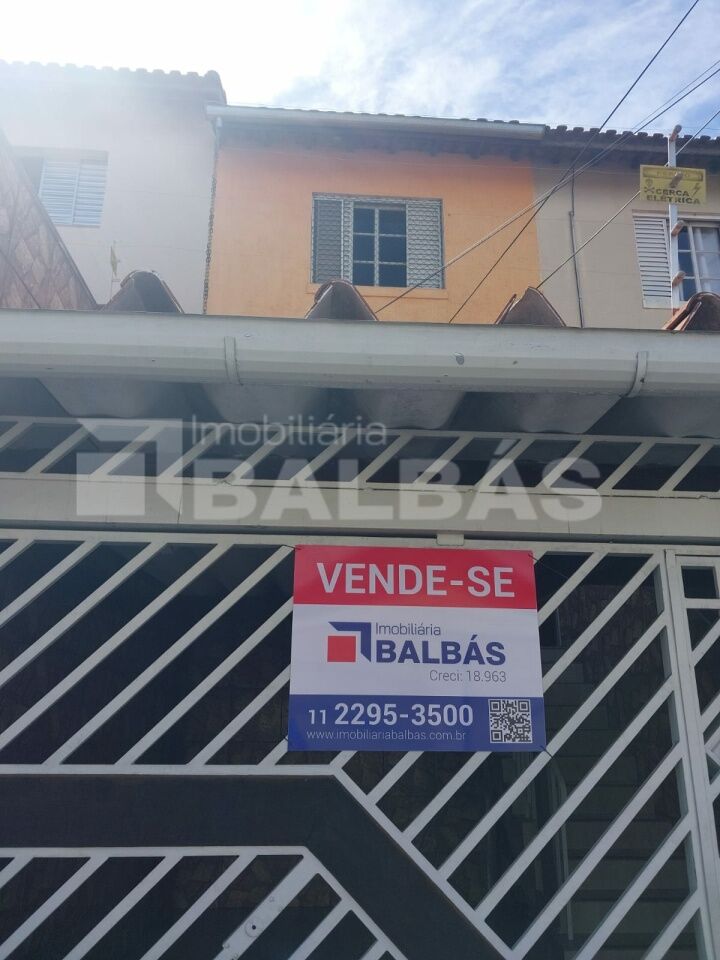 CERCA
ELÉTRICA
Imobiliária
BALBÁS
VENDE-SE
Imobiliária
BALBÁS
Creci: 18.963
11 2295-3500
www.imobiliariabalbas.com.br